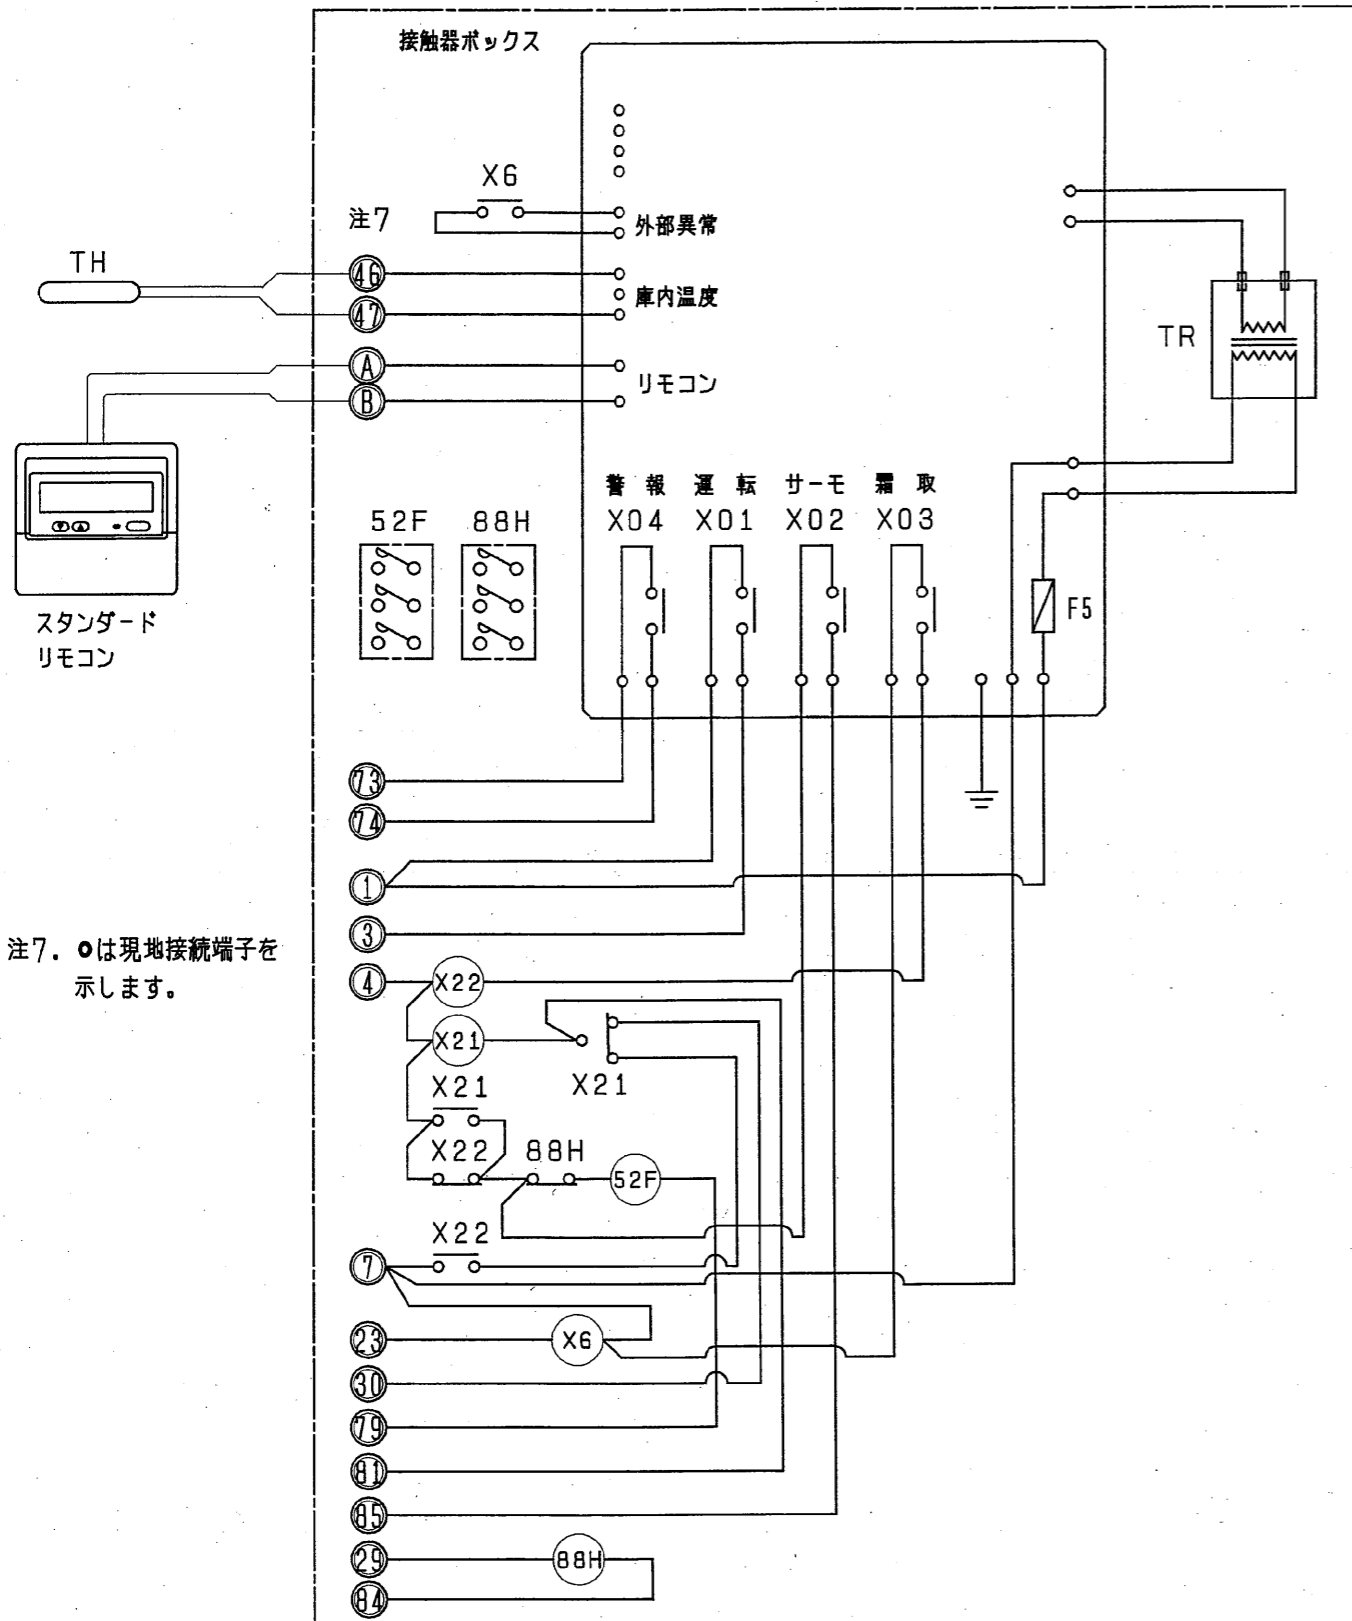 接触器ボックス
X6
注7
外部異常
TH
46
庫内温度
47
TR
A
リモコン
B
警報 運転 サーモ 霜取
X04 X01 X02 X03
52F 88H
F5
スタンダード
リモコン
73
74
1
3
注7. oは現地接続端子を
示します。
4
X22
X21
X21
X21
X22 88H
52F
X22
7
23
X6
30
79
81
85
29
88H
84